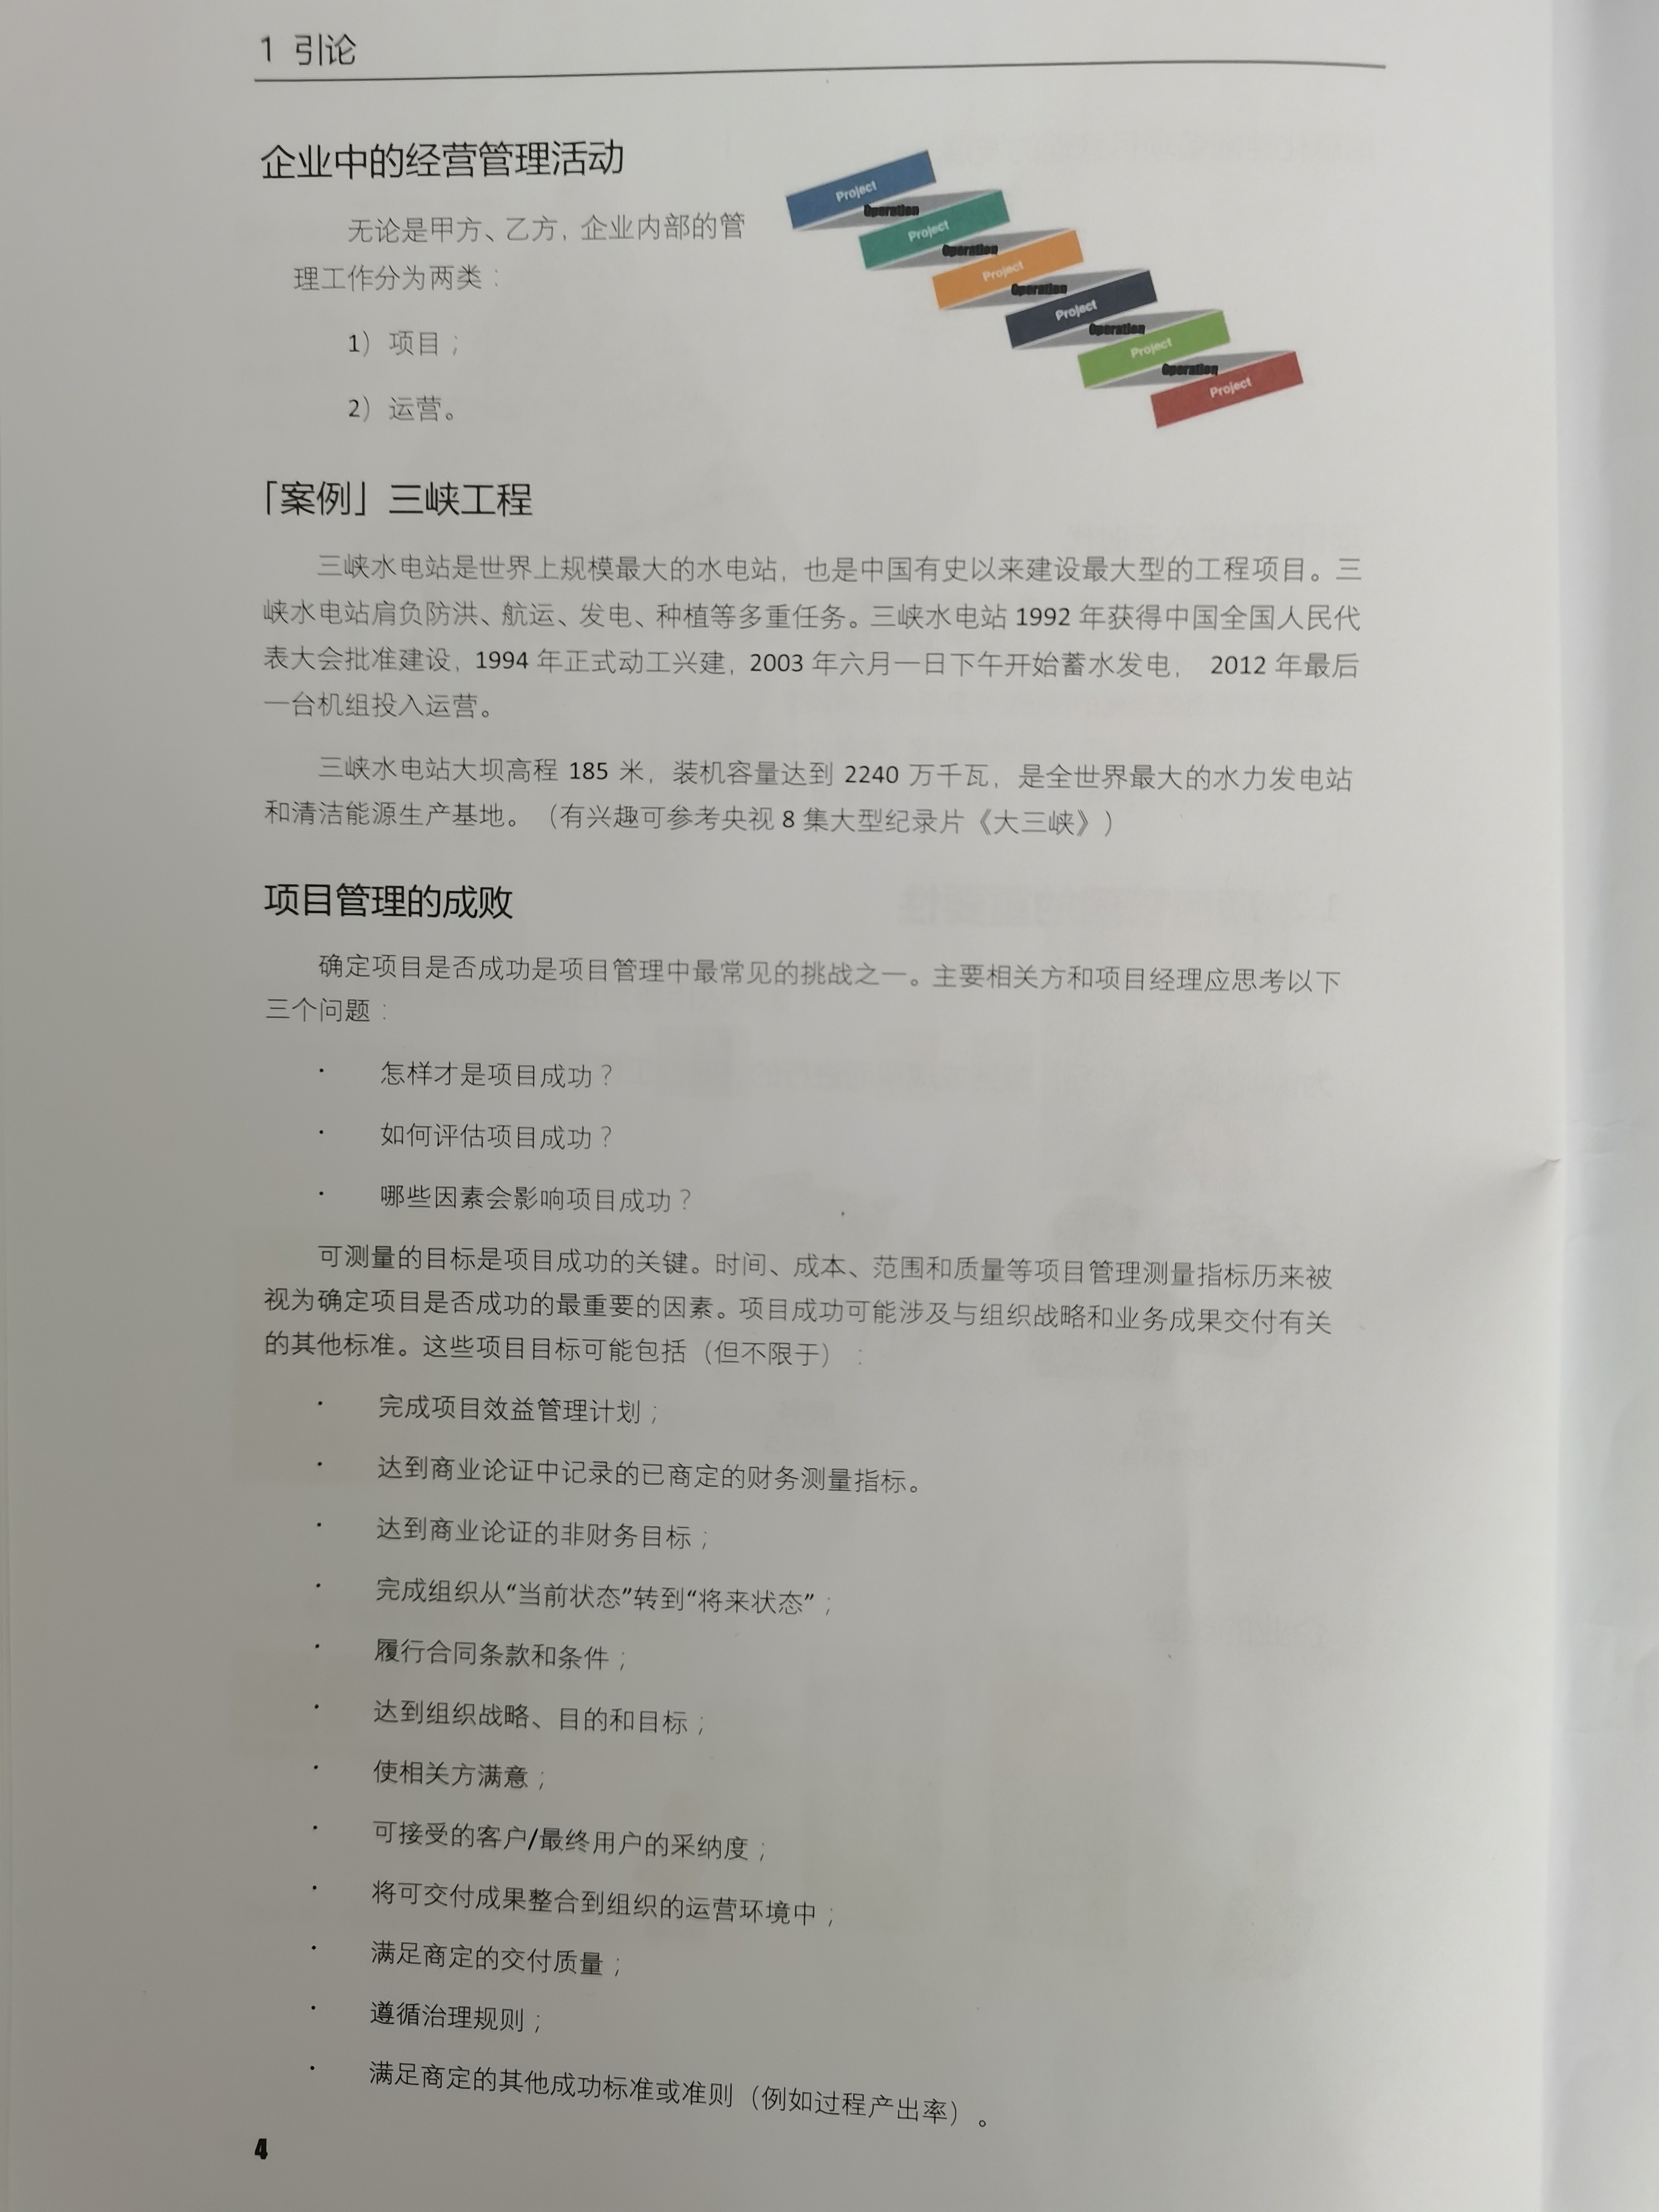 1 引论
企业中的经营管理活动
无论是甲方、乙方，企业内部的管
理工作分为两类：
1）项目；
2）运营。
Project
Operation
Project
Operation
Project
Operation
Project
Operation
Project
Operation
Project
「案例」三峡工程
三峡水电站是世界上规模最大的水电站，也是中国有史以来建设最大型的工程项目。三
峡水电站肩负防洪、航运、发电、种植等多重任务。三峡水电站 1992 年获得中国全国人民代
表大会批准建设，1994 年正式动工兴建，2003 年六月一日下午开始蓄水发电， 2012 年最后
一台机组投入运营。
三峡水电站大坝高程 185 米，装机容量达到 2240 万千瓦，是全世界最大的水力发电站
和清洁能源生产基地。（有兴趣可参考央视 8 集大型纪录片《大三峡》）
项目管理的成败
确定项目是否成功是项目管理中最常见的挑战之一。主要相关方和项目经理应思考以下
三个问题：
· 怎样才是项目成功？
· 如何评估项目成功？
· 哪些因素会影响项目成功？
可测量的目标是项目成功的关键。时间、成本、范围和质量等项目管理测量指标历来被
视为确定项目是否成功的最重要的因素。项目成功可能涉及与组织战略和业务成果交付有关
的其他标准。这些项目目标可能包括（但不限于）：
· 完成项目效益管理计划；
· 达到商业论证中记录的已商定的财务测量指标。
· 达到商业论证的非财务目标；
· 完成组织从“当前状态”转到“将来状态”；
· 履行合同条款和条件；
· 达到组织战略、目的和目标；
· 使相关方满意；
· 可接受的客户/最终用户的采纳度；
· 将可交付成果整合到组织的运营环境中；
· 满足商定的交付质量；
· 遵循治理规则；
· 满足商定的其他成功标准或准则（例如过程产出率）。
4